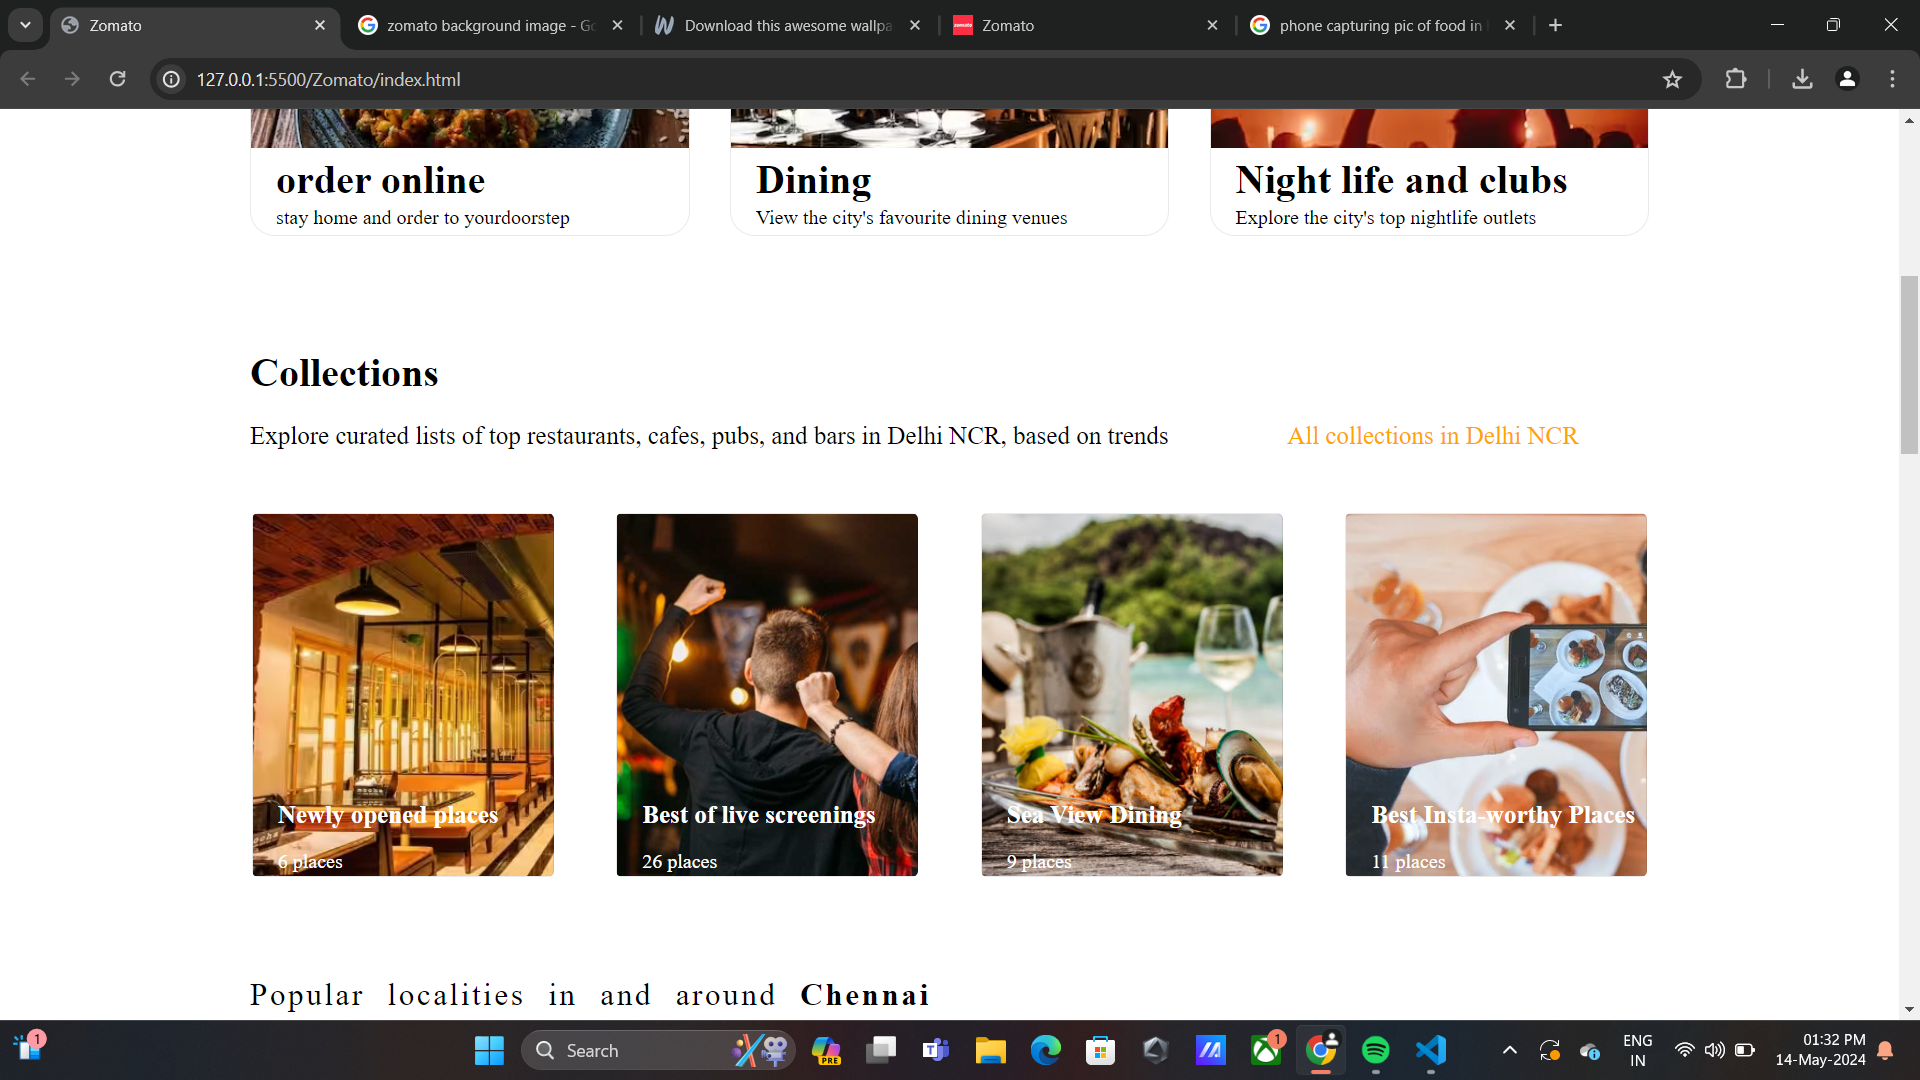 Zomato
zomato background image - Go
Download this awesome wallpa
zomato
Zomato
phone capturing pic of food in
127.0.0.1:5500/Zomato/index.html
order online
stay home and order to yourdoorstep
Dining
View the city's favourite dining venues
Night life and clubs
Explore the city's top nightlife outlets
Collections
Explore curated lists of top restaurants, cafes, pubs, and bars in Delhi NCR, based on trends
All collections in Delhi NCR
Newly opened places
6 places
Best of live screenings
26 places
Sea View Dining
9 places
Best Insta-worthy Places
11 places
Popular localities in and around Chennai
1
Search
PRE
1
ENG
IN
01:32 PM
14-May-2024